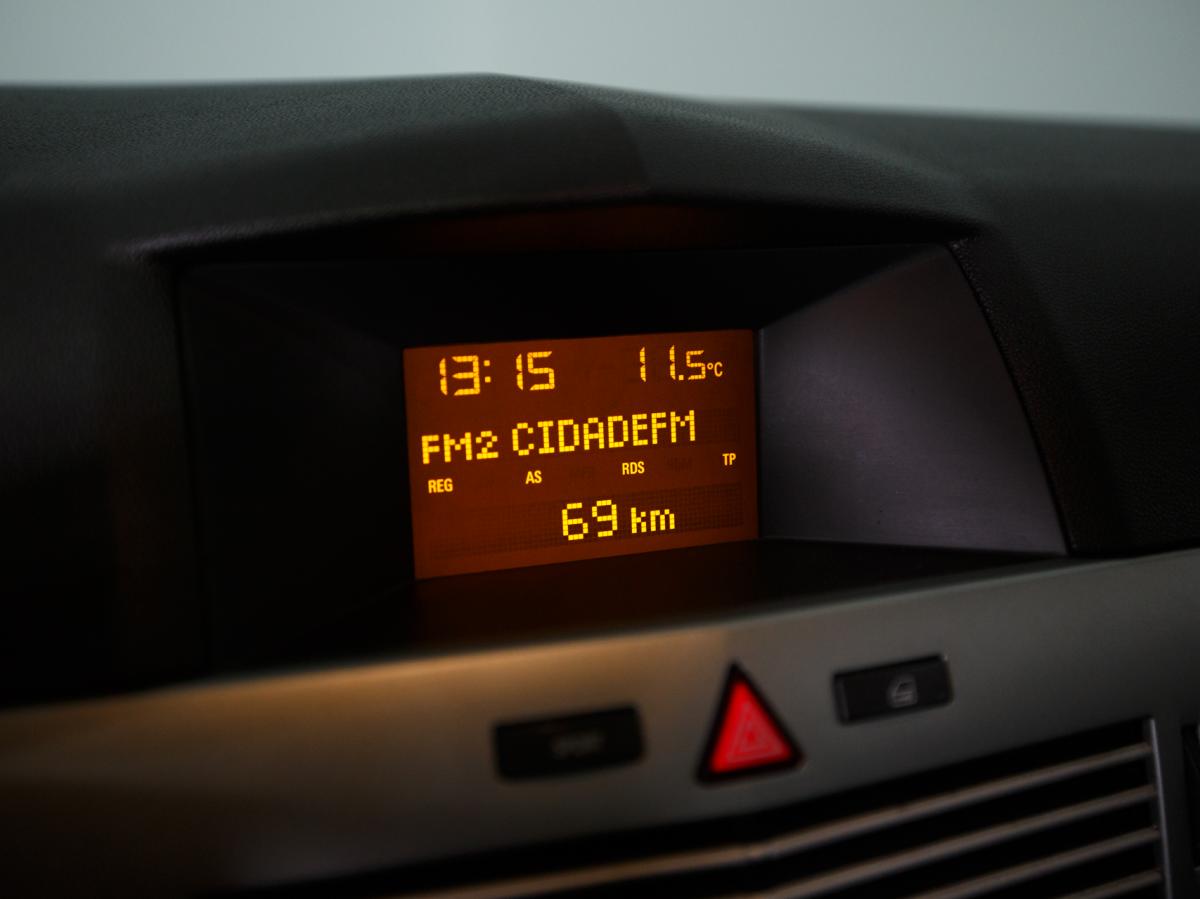 13:15 11.5°C
FM2 CIDADEFM
REG AS RDS TP
69 km